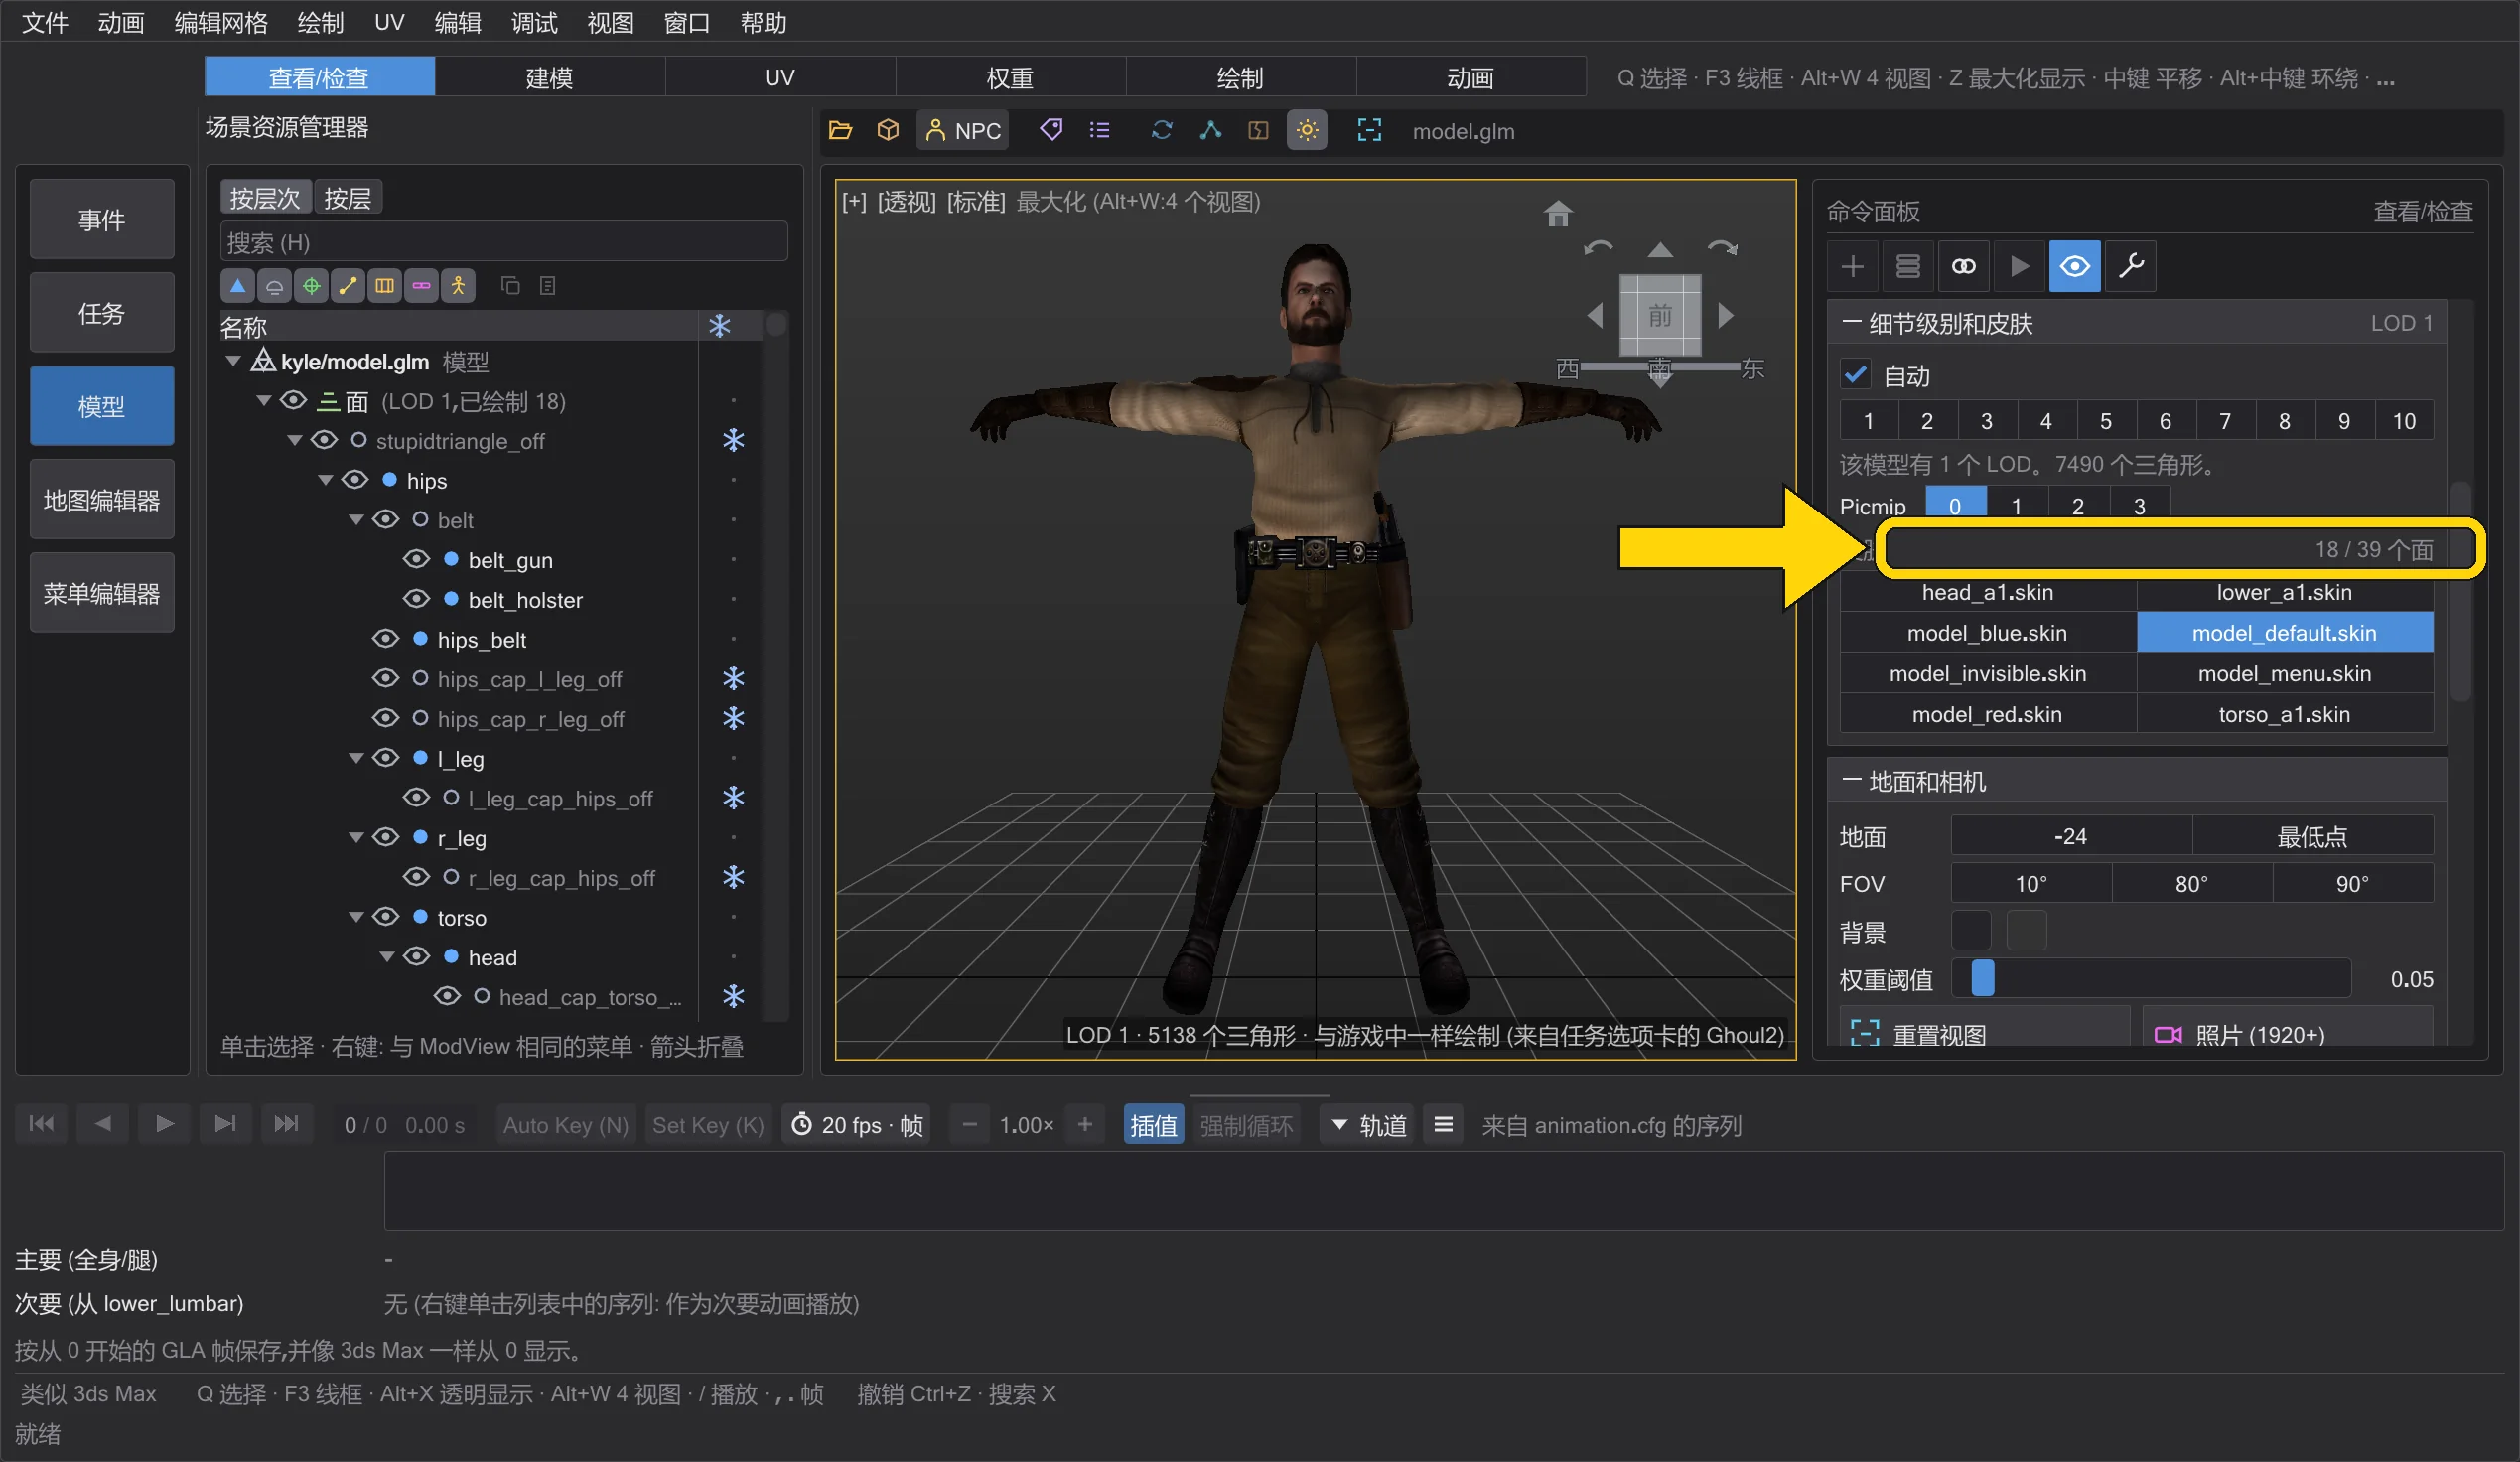 文件 动画 编辑网格 绘制 UV 编辑 调试 视图 窗口 帮助
查看/检查 建模 UV 权重 绘制 动画 Q 选择 · F3 线框 · Alt+W 4 视图 · Z 最大化显示 · 中键 平移 · Alt+中键 环绕 · ...
场景资源管理器
NPC model.glm
事件
任务
模型
地图编辑器
菜单编辑器
按层次 按层
搜索 (H)
名称
kyle/model.glm 模型
面 (LOD 1,已绘制 18)
stupidtriangle_off
hips
belt
belt_gun
belt_holster
hips_belt
hips_cap_l_leg_off
hips_cap_r_leg_off
l_leg
l_leg_cap_hips_off
r_leg
r_leg_cap_hips_off
torso
head
head_cap_torso_...
单击选择 · 右键: 与 ModView 相同的菜单 · 箭头折叠
[+] [透视] [标准] 最大化 (Alt+W:4 个视图)
前
西 南 东
LOD 1 · 5138 个三角形 · 与游戏中一样绘制 (来自任务选项卡的 Ghoul2)
命令面板 查看/检查
一 细节级别和皮肤 LOD 1
自动
1 2 3 4 5 6 7 8 9 10
该模型有 1 个 LOD。7490 个三角形。
Picmip 0 1 2 3
18 / 39 个面
head_a1.skin lower_a1.skin
model_blue.skin model_default.skin
model_invisible.skin model_menu.skin
model_red.skin torso_a1.skin
一 地面和相机
地面 -24 最低点
FOV 10° 80° 90°
背景
权重阈值 0.05
重置视图 照片 (1920+)
0 / 0 0.00 s Auto Key (N) Set Key (K) 20 fps · 帧 − 1.00× + 插值 强制循环 轨道 来自 animation.cfg 的序列
主要 (全身/腿) -
次要 (从 lower_lumbar) 无 (右键单击列表中的序列: 作为次要动画播放)
按从 0 开始的 GLA 帧保存,并像 3ds Max 一样从 0 显示。
类似 3ds Max Q 选择 · F3 线框 · Alt+X 透明显示 · Alt+W 4 视图 · / 播放 · , . 帧 撤销 Ctrl+Z · 搜索 X
就绪